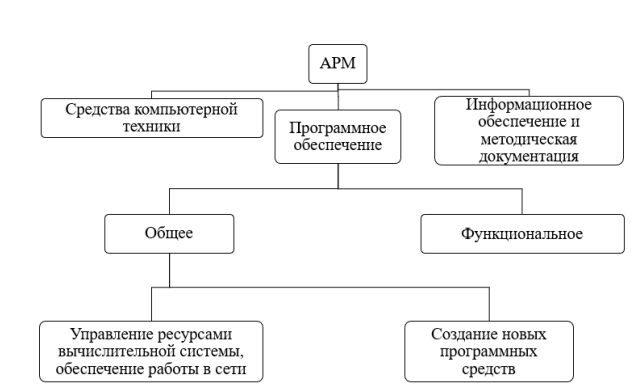 АРМ
Средства компьютерной
техники
Программное
обеспечение
Информационное
обеспечение и
методическая
документация
Общее
Функциональное
Управление ресурсами
вычислительной системы,
обеспечение работы в сети
Создание новых
программных
средств